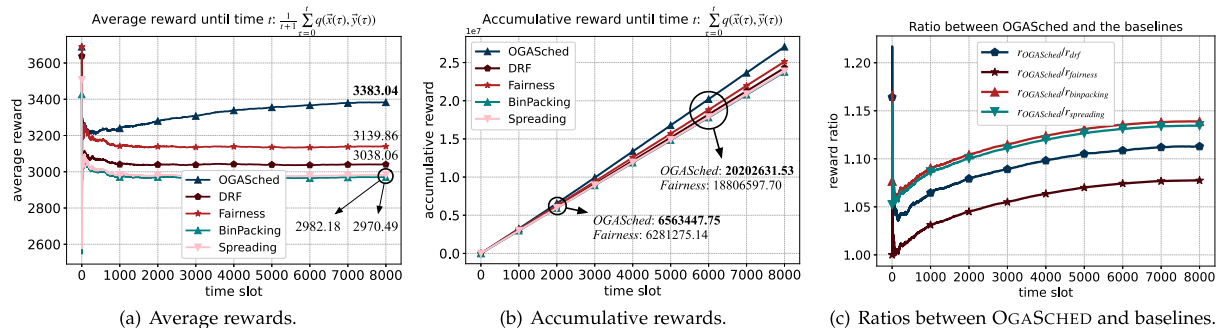 Average reward until time t: 1/(t+1) ∑_{τ=0}^{t} q(x⃗(τ), y⃗(τ))
3600
3400
3200
3000
2800
2600
average reward
3383.04
3139.86
3038.06
2982.18
2970.49
OGASched
DRF
Fairness
BinPacking
Spreading
0 1000 2000 3000 4000 5000 6000 7000 8000
time slot
(a) Average rewards.
Accumulative reward until time t: ∑_{τ=0}^{t} q(x⃗(τ), y⃗(τ))
1e7
2.5
2.0
1.5
1.0
0.5
0.0
accumulative reward
OGASched
DRF
Fairness
BinPacking
Spreading
OGASched: 20202631.53
Fairness: 18806597.70
OGASched: 6563447.75
Fairness: 6281275.14
0 1000 2000 3000 4000 5000 6000 7000 8000
time slot
(b) Accumulative rewards.
Ratio between OGASched and the baselines
1.20
1.15
1.10
1.05
1.00
reward ratio
r_OGASched/r_drf
r_OGASched/r_fairness
r_OGASched/r_binpacking
r_OGASched/r_spreading
0 1000 2000 3000 4000 5000 6000 7000 8000
time slot
(c) Ratios between OGASCHED and baselines.